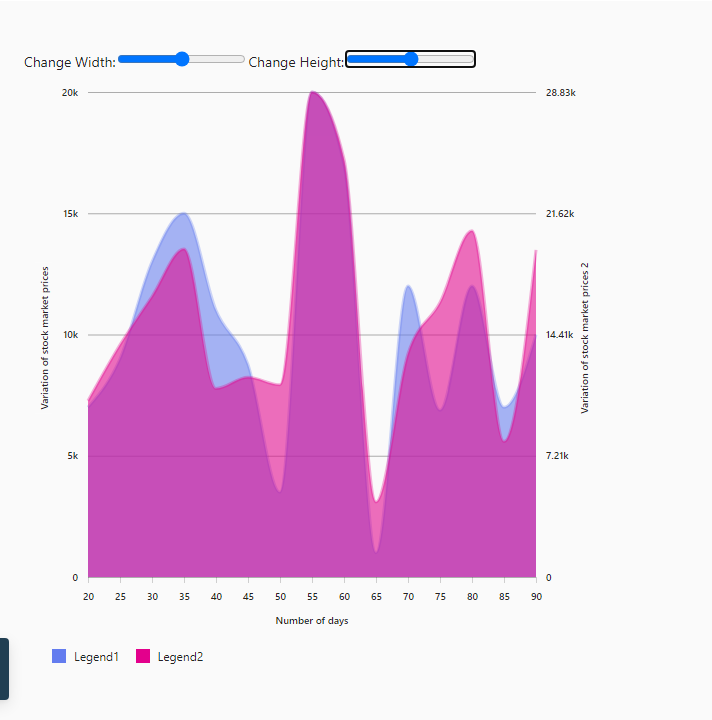 Change Width: Change Height:
20k 28.83k
15k 21.62k
10k 14.41k
5k 7.21k
0 0
Variation of stock market prices
Variation of stock market prices 2
20 25 30 35 40 45 50 55 60 65 70 75 80 85 90
Number of days
Legend1 Legend2